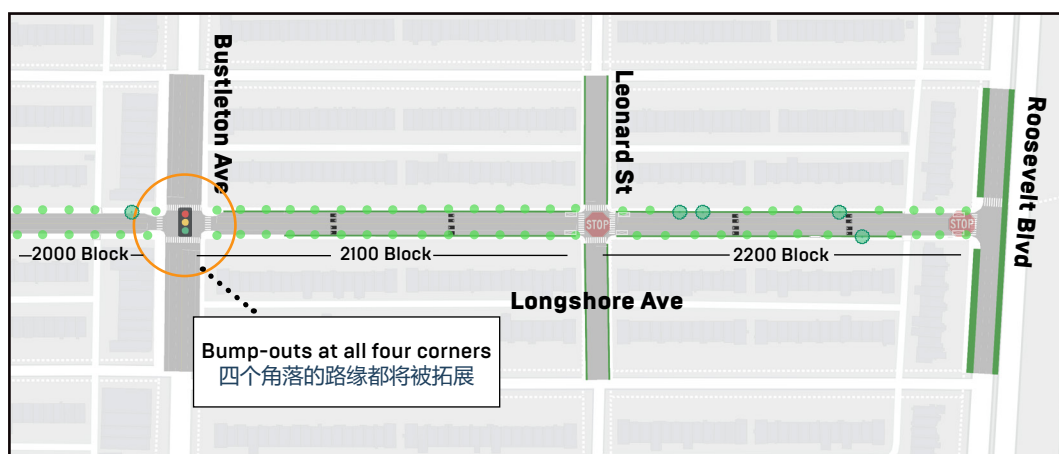 Bustleton Ave
Leonard St
Roosevelt Blvd
STOP
STOP
2000 Block
2100 Block
2200 Block
Longshore Ave
Bump-outs at all four corners
四个角落的路缘都将被拓展